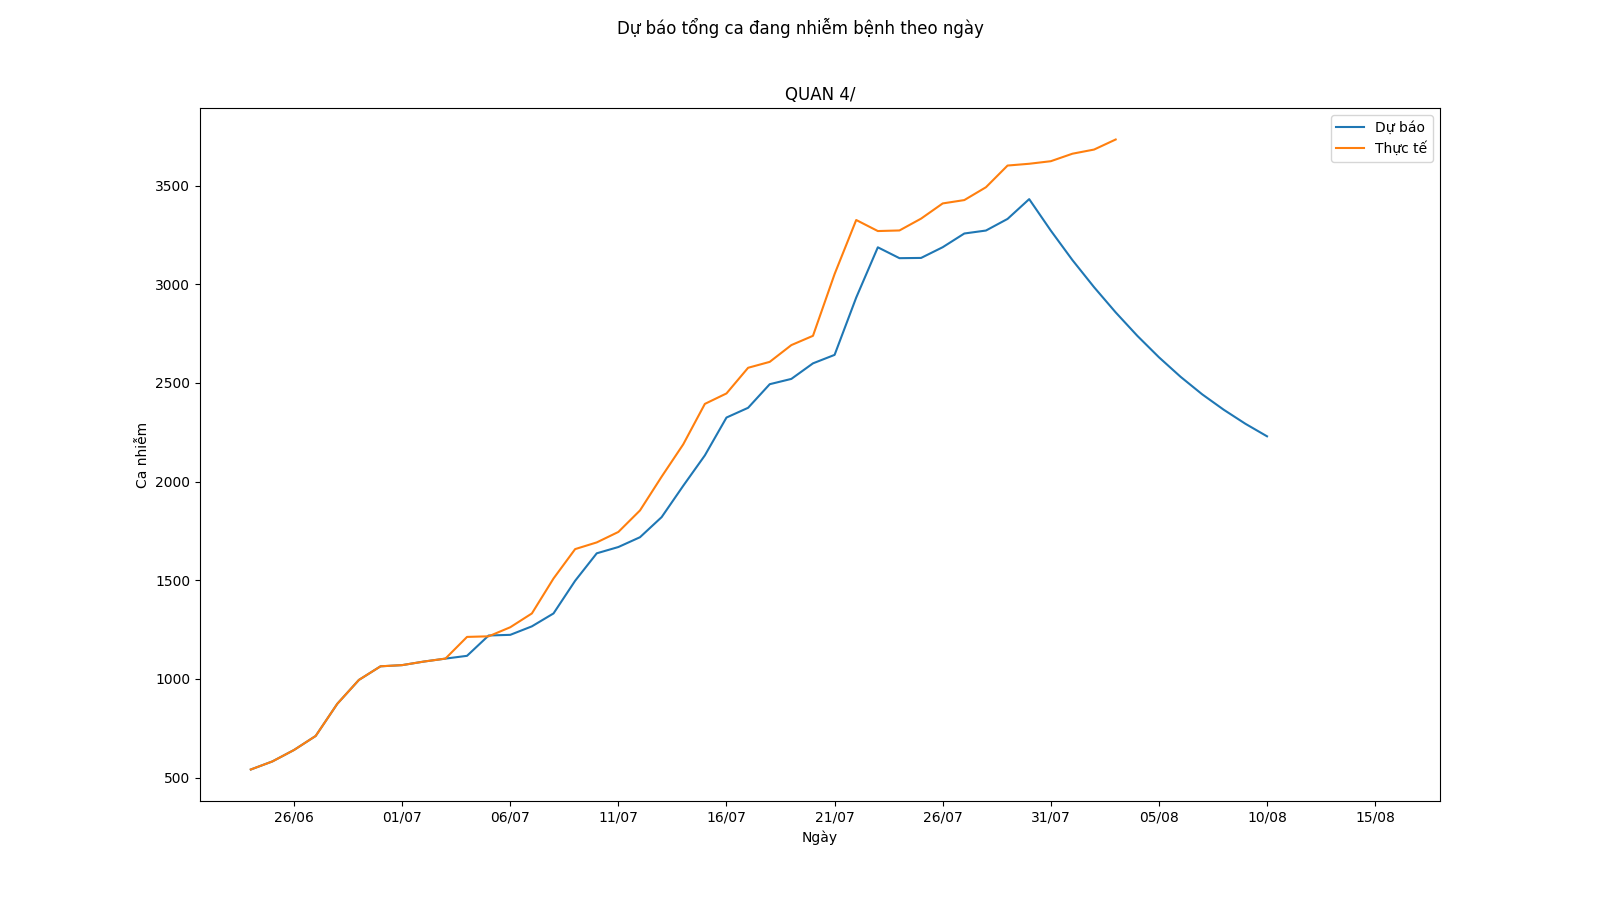 Dự báo tổng ca đang nhiễm bệnh theo ngày
QUAN 4/
Dự báo
Thực tế
3500
3000
2500
2000
1500
1000
500
Ca nhiễm
26/06 01/07 06/07 11/07 16/07 21/07 26/07 31/07 05/08 10/08 15/08
Ngày